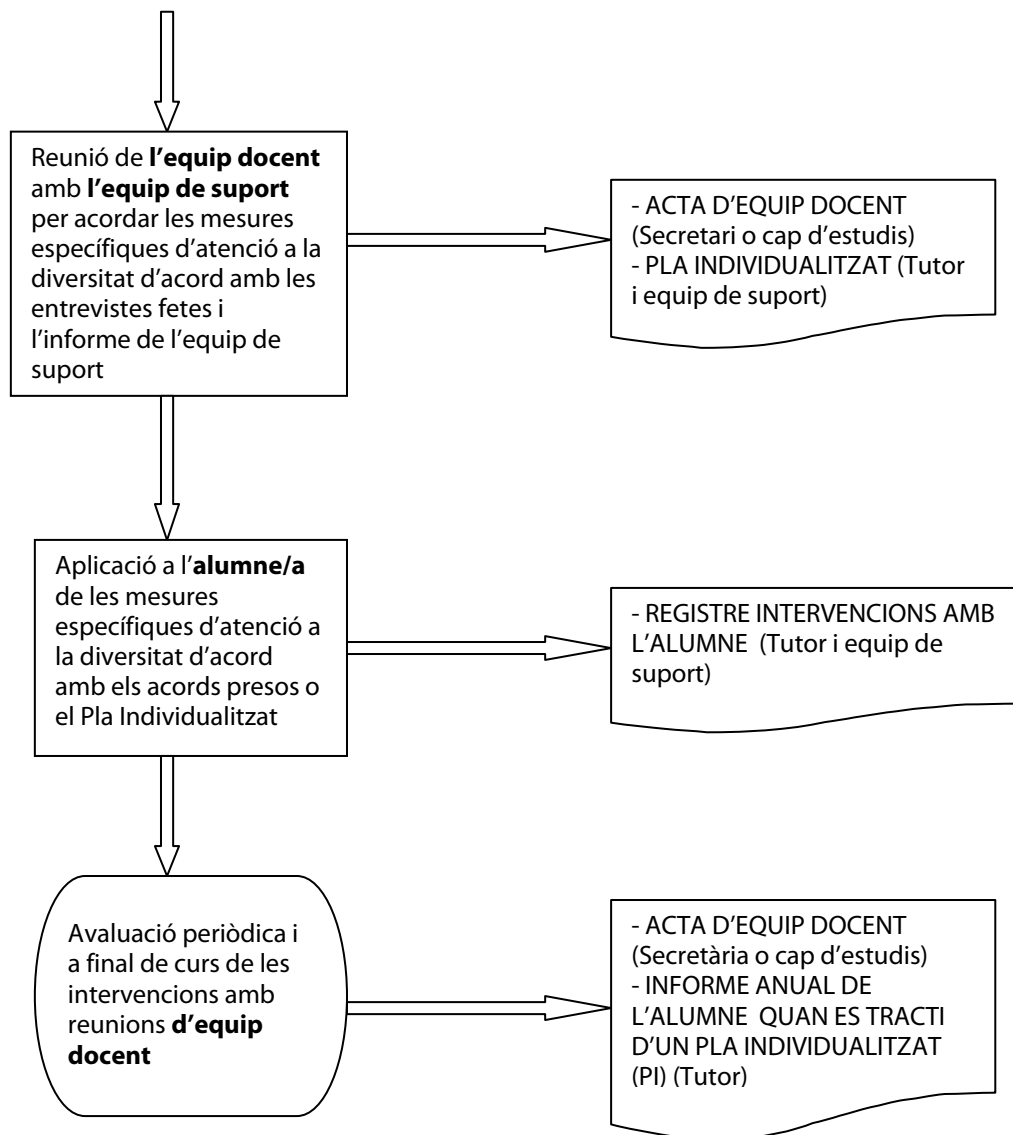 Reunió de l’equip docent
amb l’equip de suport
per acordar les mesures
específiques d’atenció a la
diversitat d’acord amb les
entrevistes fetes i
l’informe de l’equip de
suport
- ACTA D’EQUIP DOCENT
(Secretari o cap d’estudis)
- PLA INDIVIDUALITZAT (Tutor
i equip de suport)
Aplicació a l’alumne/a
de les mesures
específiques d’atenció a
la diversitat d’acord
amb els acords presos o
el Pla Individualitzat
- REGISTRE INTERVENCIONS AMB
L’ALUMNE (Tutor i equip de
suport)
Avaluació periòdica i
a final de curs de les
intervencions amb
reunions d’equip
docent
- ACTA D’EQUIP DOCENT
(Secretària o cap d’estudis)
- INFORME ANUAL DE
L’ALUMNE QUAN ES TRACTI
D’UN PLA INDIVIDUALITZAT
(PI) (Tutor)